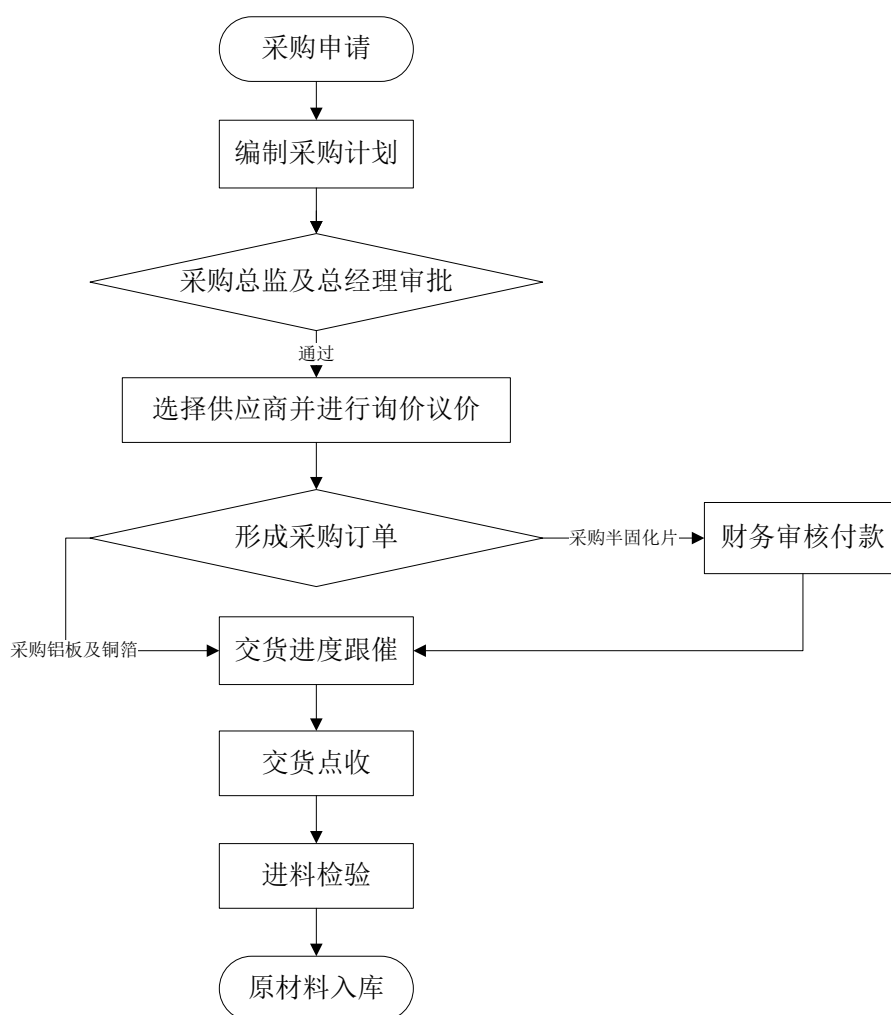 采购申请
编制采购计划
采购总监及总经理审批
通过
选择供应商并进行询价议价
形成采购订单
采购半固化片
财务审核付款
采购铝板及铜箔
交货进度跟催
交货点收
进料检验
原材料入库